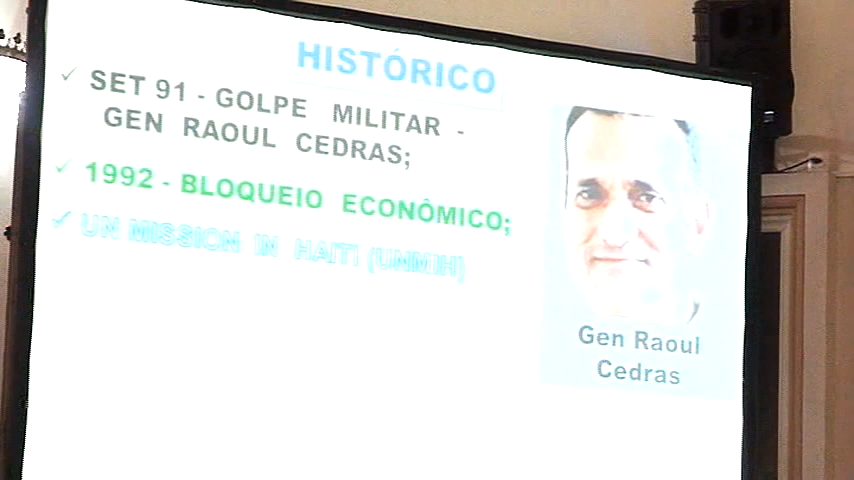 HISTÓRICO
✓ SET 91 - GOLPE MILITAR -
GEN RAOUL CEDRAS;
✓ 1992 - BLOQUEIO ECONÔMICO;
✓ UN MISSION IN HAITI (UNMIH)
Gen Raoul
Cedras